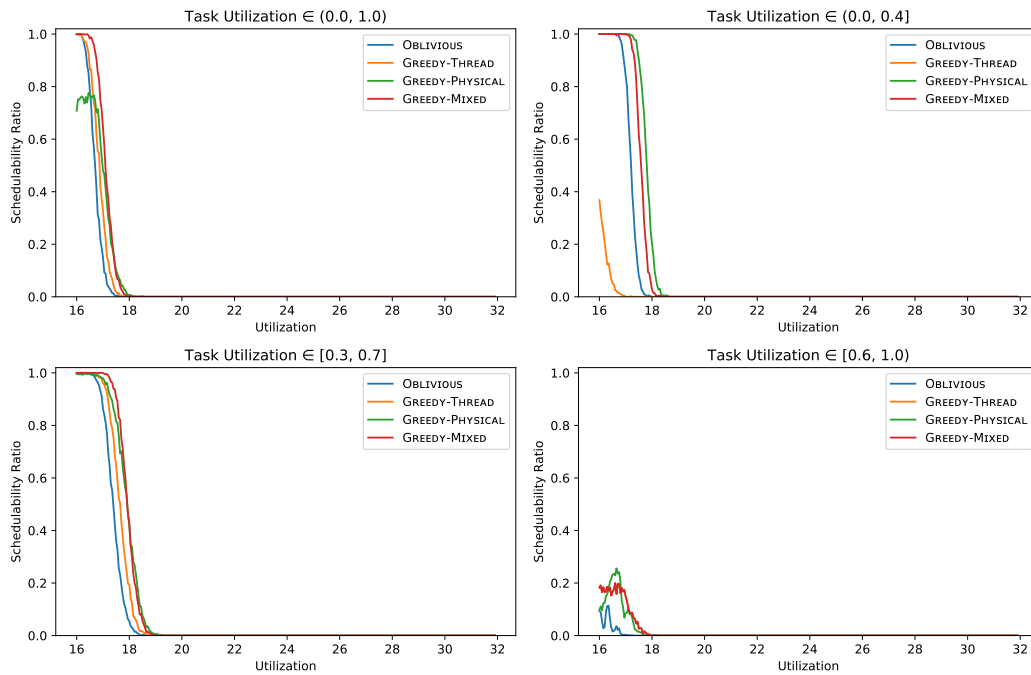 Task Utilization ∈ (0.0, 1.0)
Schedulability Ratio
1.0
0.8
0.6
0.4
0.2
0.0
OBLIVIOUS
GREEDY-THREAD
GREEDY-PHYSICAL
GREEDY-MIXED
16 18 20 22 24 26 28 30 32
Utilization
Task Utilization ∈ (0.0, 0.4]
Schedulability Ratio
1.0
0.8
0.6
0.4
0.2
0.0
OBLIVIOUS
GREEDY-THREAD
GREEDY-PHYSICAL
GREEDY-MIXED
16 18 20 22 24 26 28 30 32
Utilization
Task Utilization ∈ [0.3, 0.7]
Schedulability Ratio
1.0
0.8
0.6
0.4
0.2
0.0
OBLIVIOUS
GREEDY-THREAD
GREEDY-PHYSICAL
GREEDY-MIXED
16 18 20 22 24 26 28 30 32
Utilization
Task Utilization ∈ [0.6, 1.0)
Schedulability Ratio
1.0
0.8
0.6
0.4
0.2
0.0
OBLIVIOUS
GREEDY-THREAD
GREEDY-PHYSICAL
GREEDY-MIXED
16 18 20 22 24 26 28 30 32
Utilization